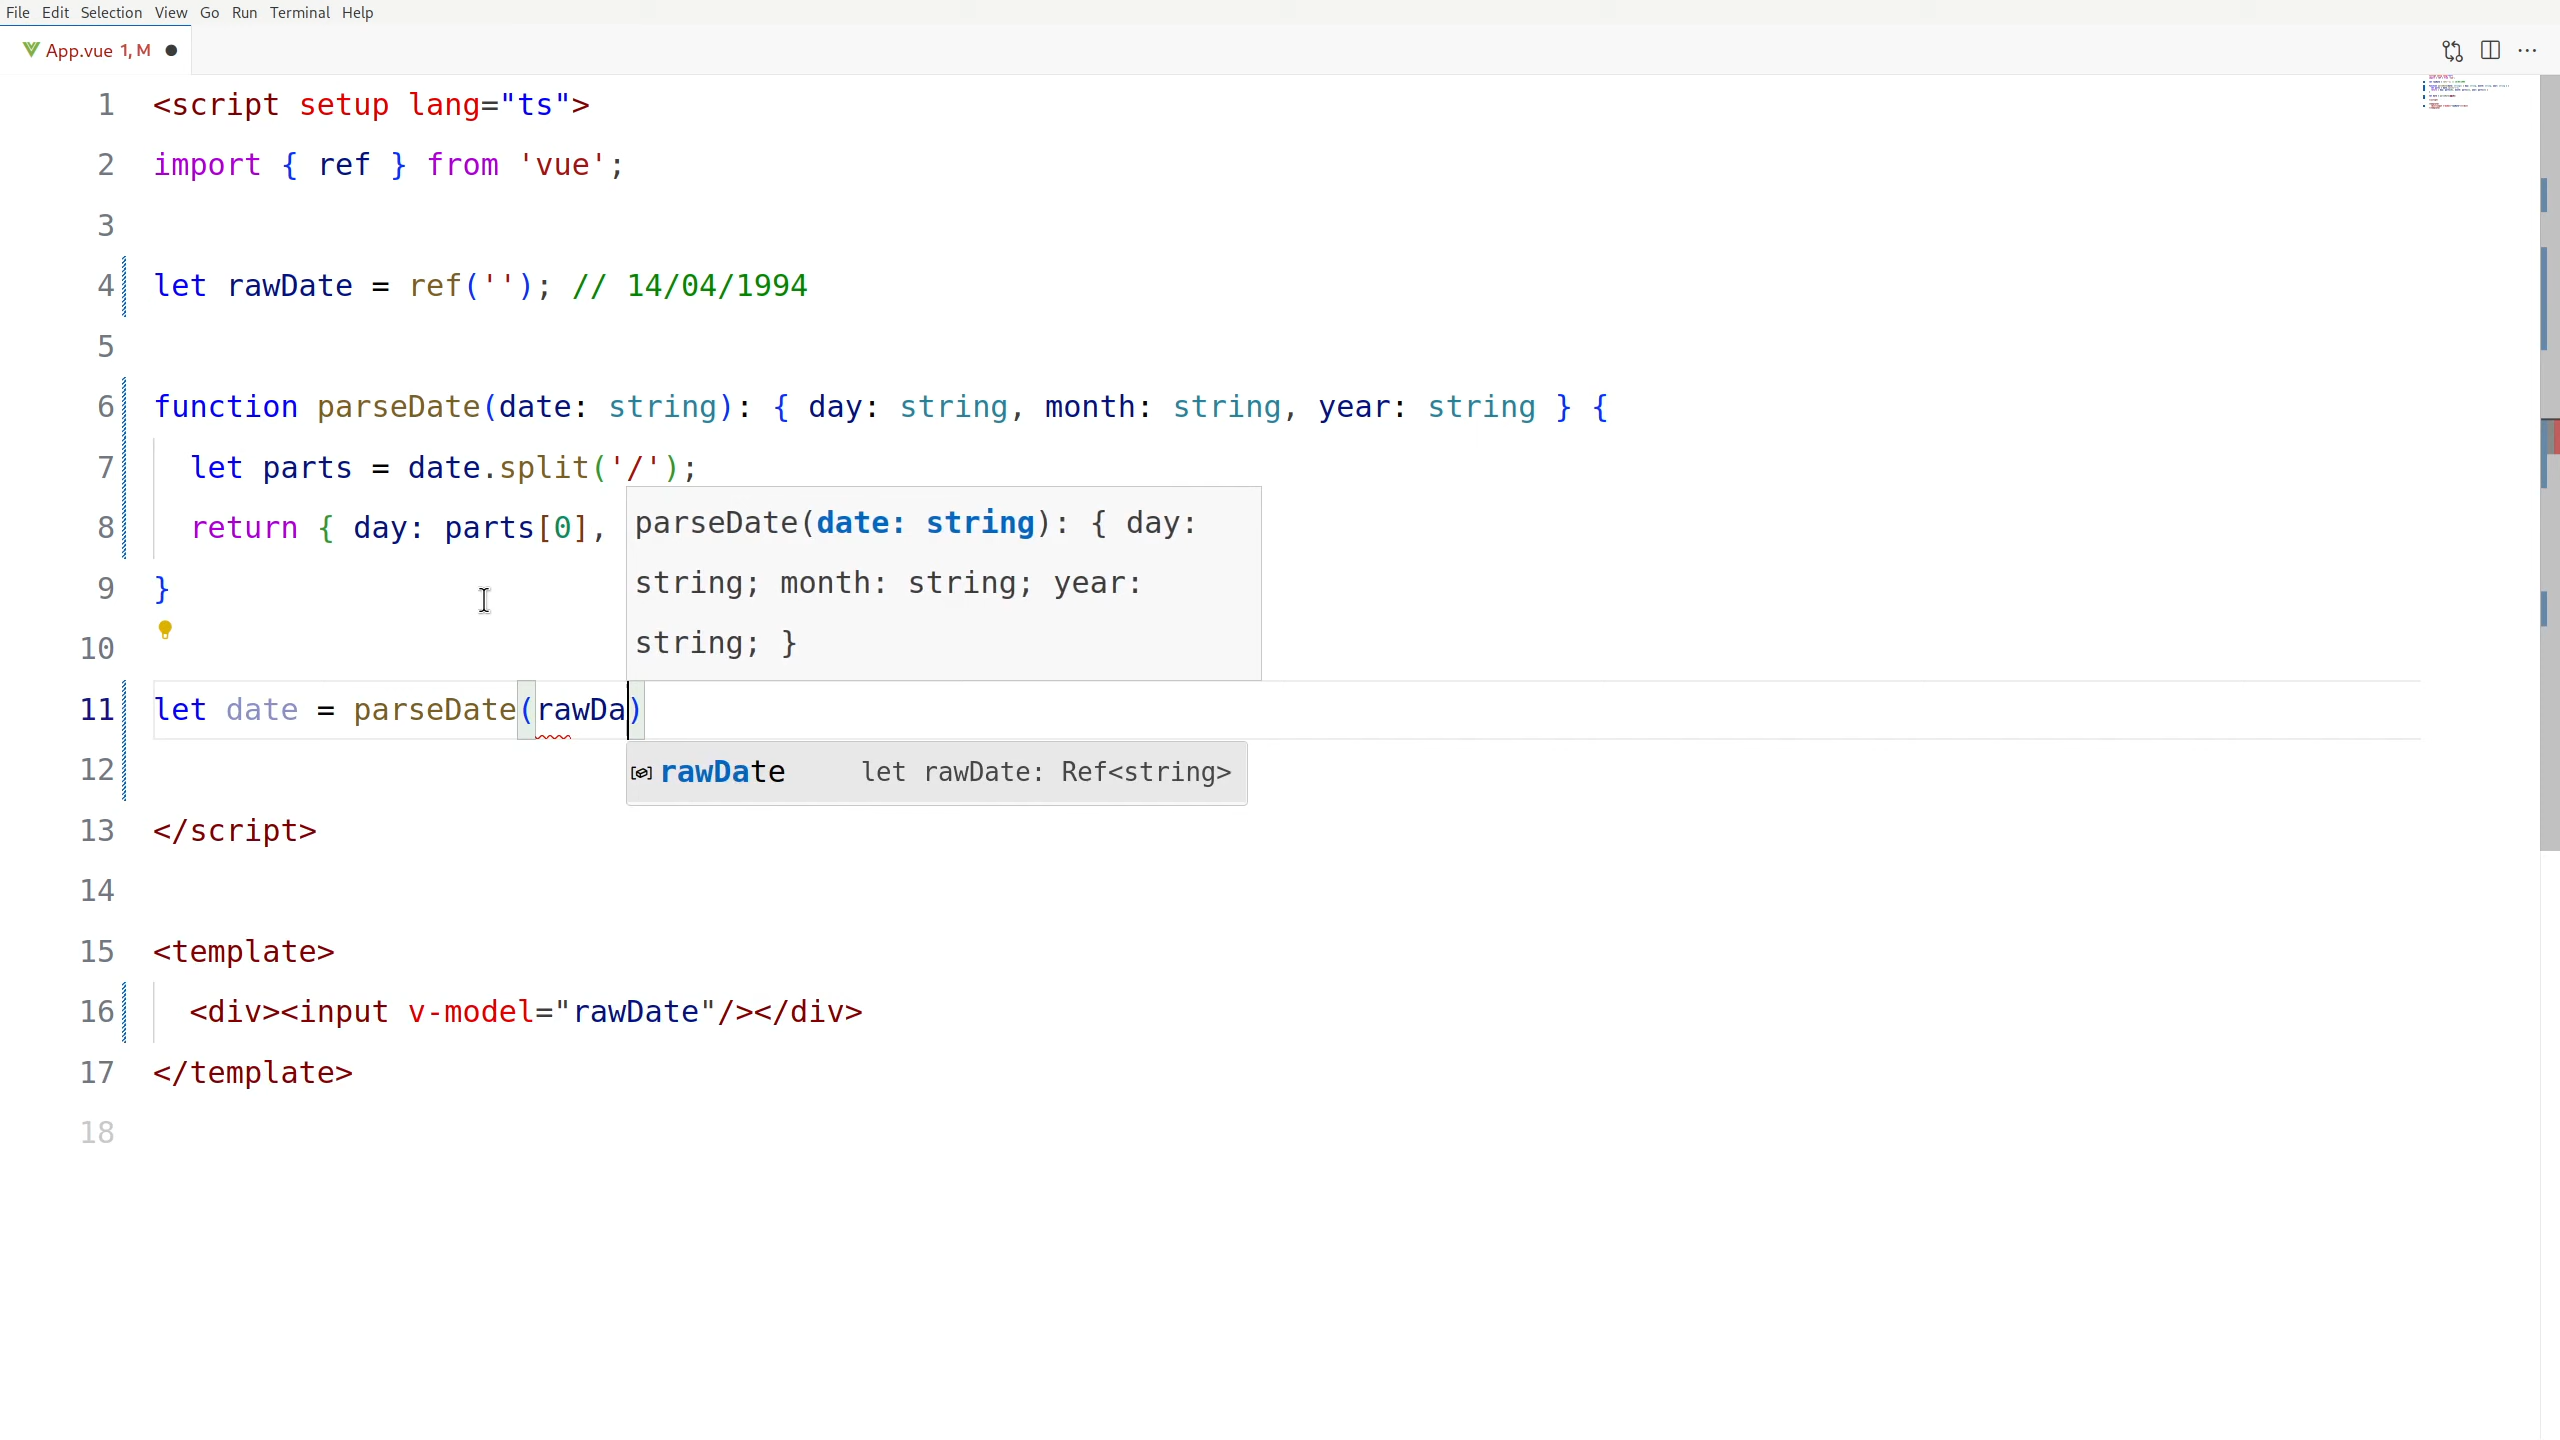 File Edit Selection View Go Run Terminal Help
App.vue 1, M
1 <script setup lang="ts">
2 import { ref } from 'vue';
3
4 let rawDate = ref(''); // 14/04/1994
5
6 function parseDate(date: string): { day: string, month: string, year: string } {
7 let parts = date.split('/');
8 return { day: parts[0],
parseDate(date: string): { day:
string; month: string; year:
string; }
9 }
10
11 let date = parseDate(rawDa)
12
rawDate let rawDate: Ref<string>
13 </script>
14
15 <template>
16 <div><input v-model="rawDate"/></div>
17 </template>
18